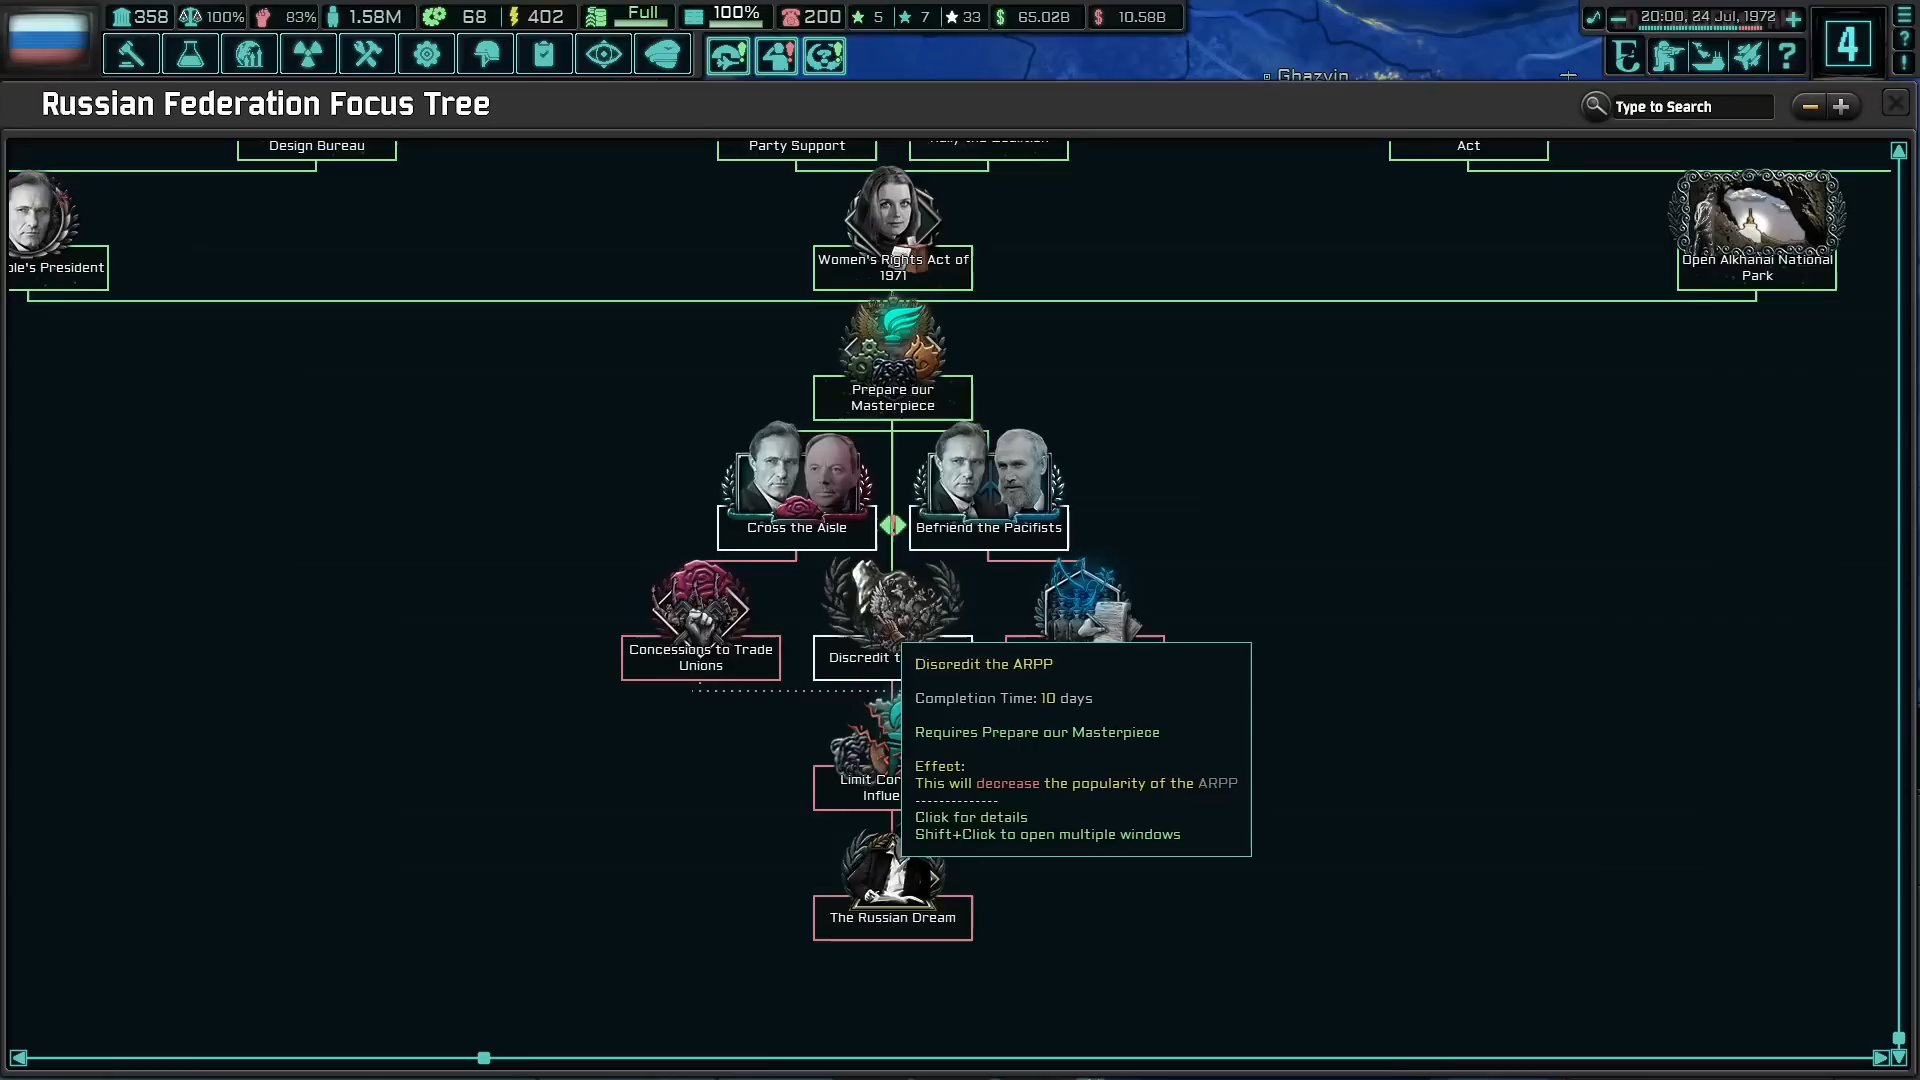 358
100%
83%
1.58M
68
402
Full
100%
200
5
7
33
65.02B
10.58B
20:00, 24 Jul, 1972
4
Ghazvin
Russian Federation Focus Tree
Type to Search
Design Bureau
Party Support
Act
ple's President
Women's Rights Act of
1971
Open Alkhanai National
Park
Prepare our
Masterpiece
Cross the Aisle
Befriend the Pacifists
Concessions to Trade
Unions
Discredit t
Discredit the ARPP
Completion Time: 10 days
Requires Prepare our Masterpiece
Effect:
This will decrease the popularity of the ARPP
--------------
Click for details
Shift+Click to open multiple windows
Limit Cor
Influe
The Russian Dream